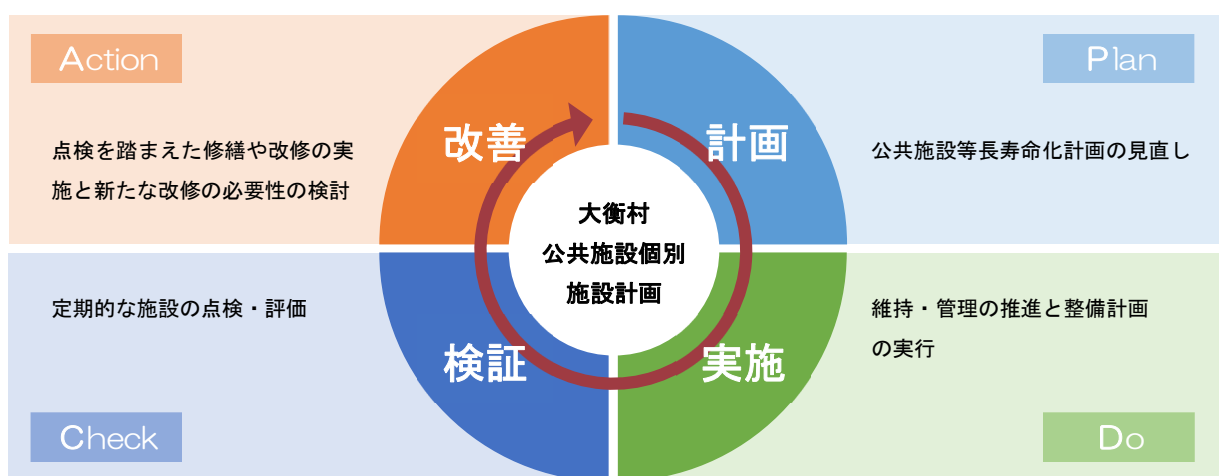 Action
Plan
改善
計画
点検を踏まえた修繕や改修の実
施と新たな改修の必要性の検討
公共施設等長寿命化計画の見直し
大衡村
公共施設個別
施設計画
定期的な施設の点検・評価
維持・管理の推進と整備計画
の実行
検証
実施
Check
Do